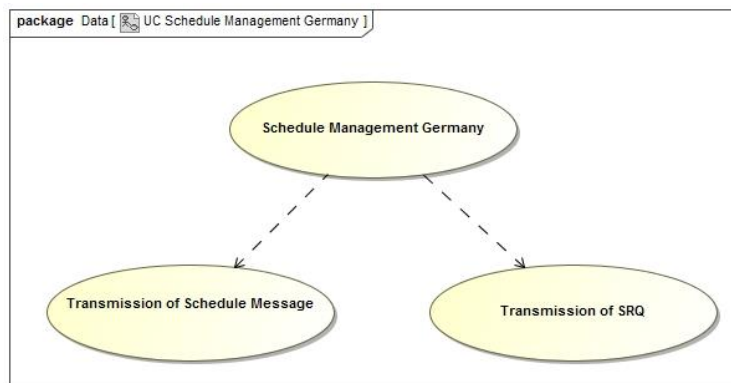 package Data [ UC Schedule Management Germany ]
Schedule Management Germany
Transmission of Schedule Message
Transmission of SRQ